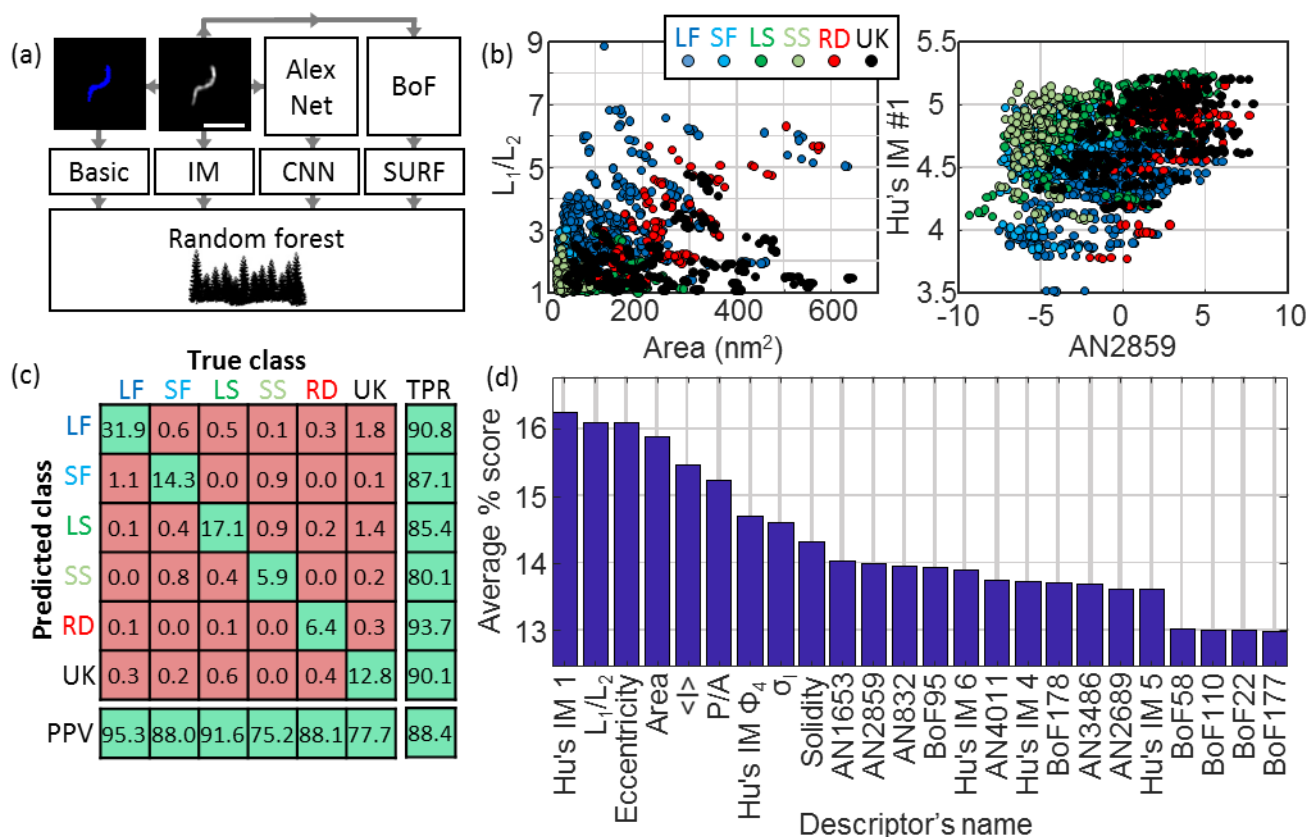 (a)
Alex
Net
BoF
Basic
IM
CNN
SURF
Random forest
(b)
LF SF LS SS RD UK
9
7
5
3
1
L1/L2
0 200 400 600
Area (nm²)
5.5
5
4.5
4
3.5
Hu's IM #1
-10 -5 0 5 10
AN2859
(c)
True class
LF SF LS SS RD UK TPR
Predicted class
LF 31.9 0.6 0.5 0.1 0.3 1.8 90.8
SF 1.1 14.3 0.0 0.9 0.0 0.1 87.1
LS 0.1 0.4 17.1 0.9 0.2 1.4 85.4
SS 0.0 0.8 0.4 5.9 0.0 0.2 80.1
RD 0.1 0.0 0.1 0.0 6.4 0.3 93.7
UK 0.3 0.2 0.6 0.0 0.4 12.8 90.1
PPV 95.3 88.0 91.6 75.2 88.1 77.7 88.4
(d)
16
15
14
13
Average % score
Hu's IM 1
L1/L2
Eccentricity
Area
<I>
P/A
Hu's IM Φ4
σI
Solidity
AN1653
AN2859
AN832
BoF95
Hu's IM 6
AN4011
Hu's IM 4
BoF178
AN3486
AN2689
Hu's IM 5
BoF58
BoF110
BoF22
BoF177
Descriptor's name